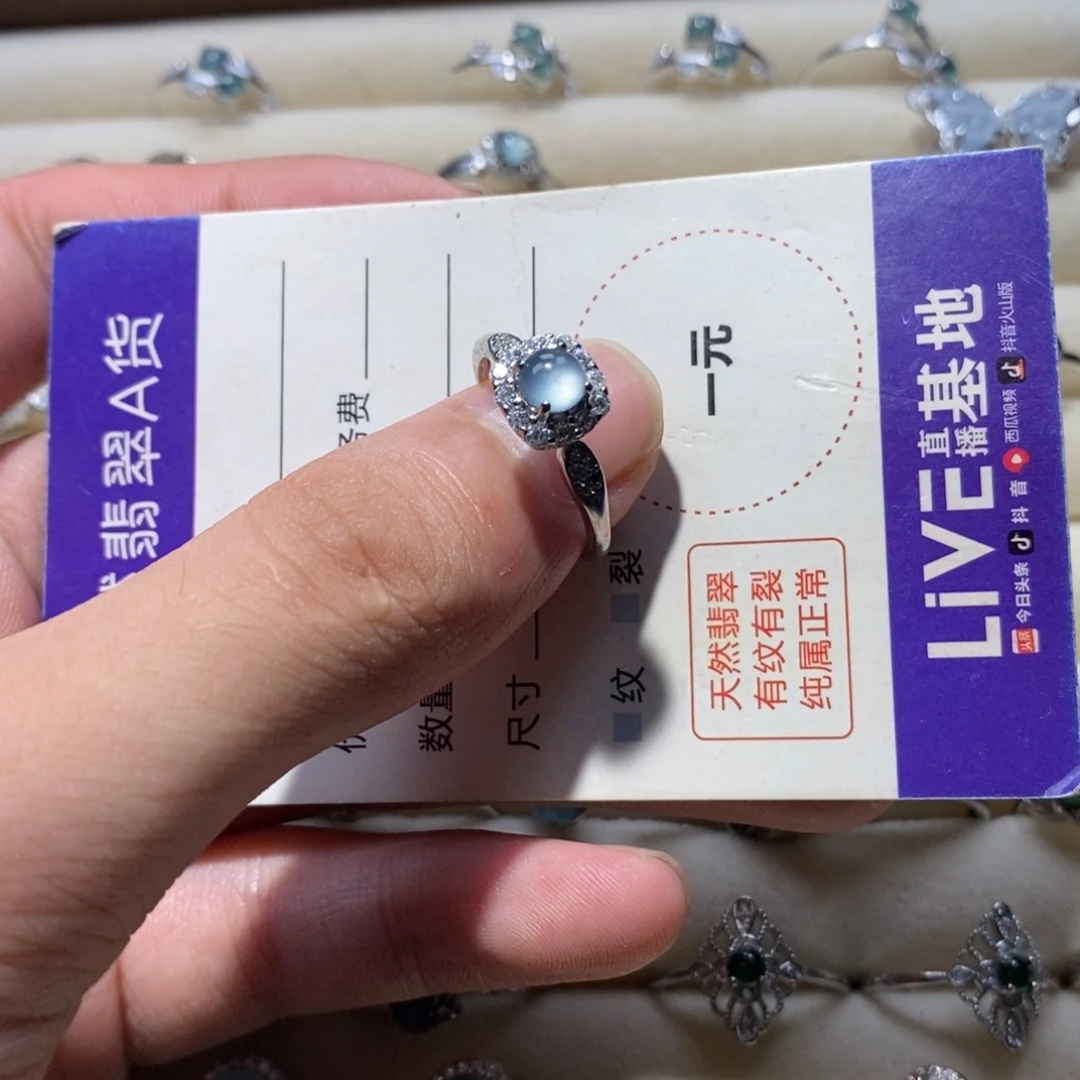 翡翠A货
费
数量
尺寸
纹 裂
一元
天然翡翠
有纹有裂
纯属正常
LiVE直播基地
今日头条 抖音 西瓜视频 抖音火山版